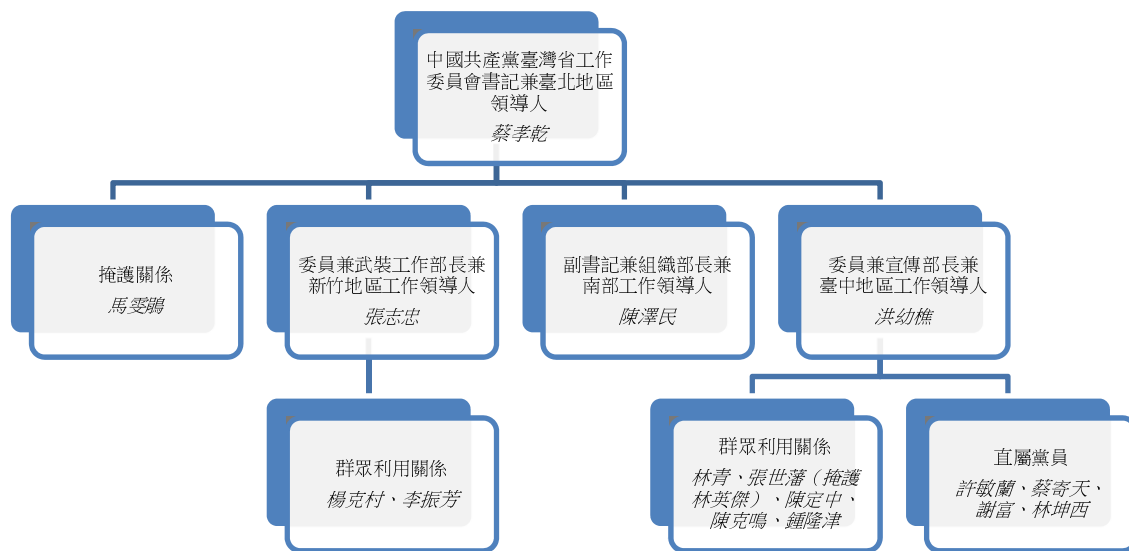 中國共產黨臺灣省工作
委員會書記兼臺北地區
領導人
蔡孝乾
掩護關係
馬雯鵑
委員兼武裝工作部長兼
新竹地區工作領導人
張志忠
副書記兼組織部長兼
南部工作領導人
陳澤民
委員兼宣傳部長兼
臺中地區工作領導人
洪幼樵
群眾利用關係
楊克村、李振芳
群眾利用關係
林青、張世藩（掩護
林英傑）、陳定中、
陳克鳴、鍾隆津
直屬黨員
許敏蘭、蔡寄天、
謝富、林坤西